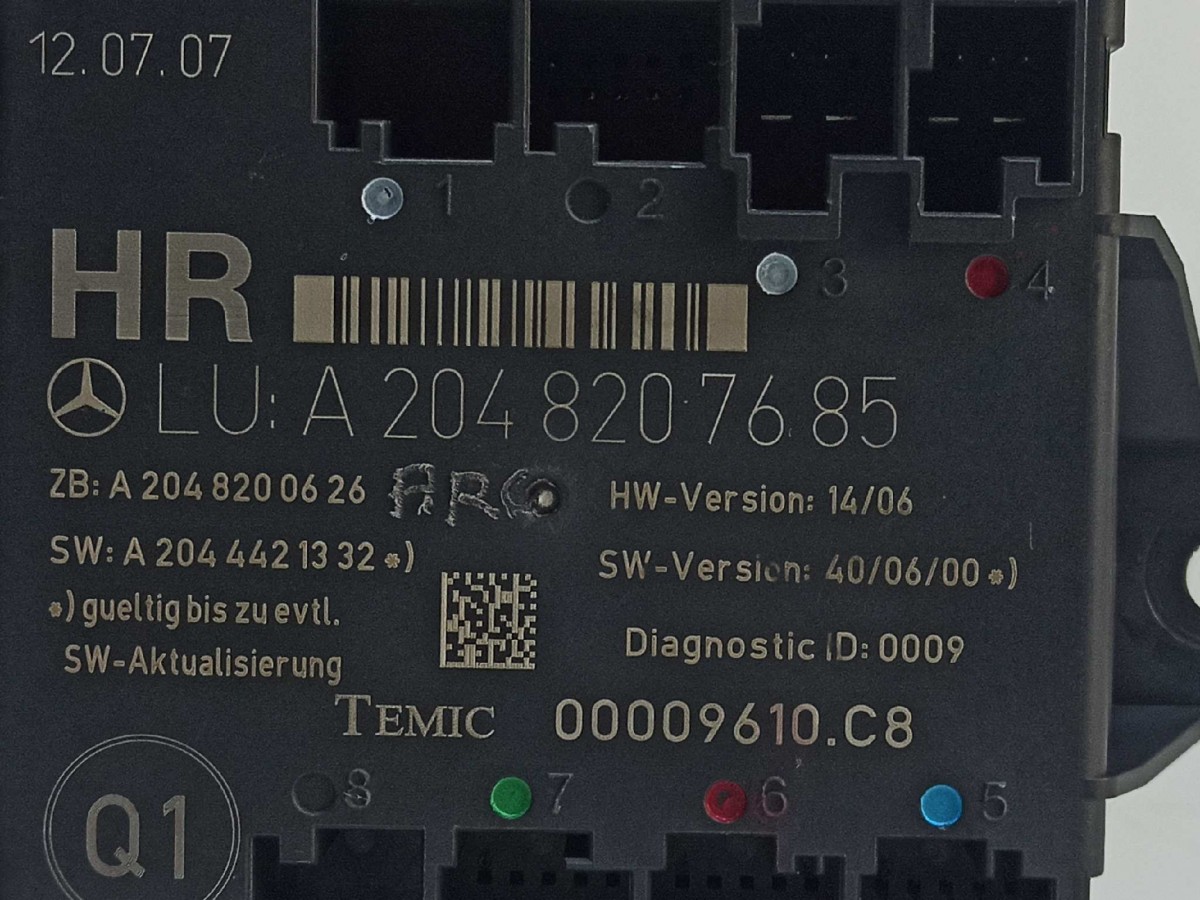 12.07.07
1 2
3 4
HR
LU: A 204 820 76 85
ZB: A 204 820 06 26
HW-Version: 14/06
SW: A 204 442 13 32 *)
SW-Version: 40/06/00 *)
*) gueltig bis zu evtl.
SW-Aktualisierung
Diagnostic ID: 0009
TEMIC 00009610.C8
8 7 6 5
Q1